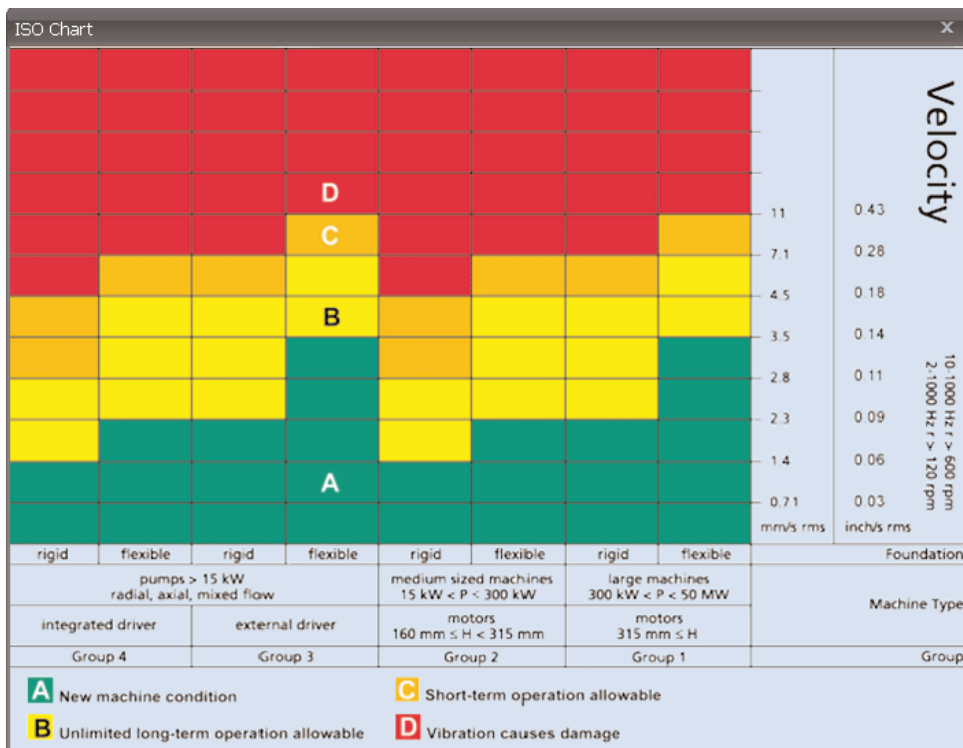 ISO Chart x
Velocity
D
11 0.43
C
7.1 0.28
4.5 0.18
B
3.5 0.14
2.8 0.11
2.3 0.09
1.4 0.06
A
0.71 0.03
10-1000 Hz r > 600 rpm
2-1000 Hz r > 120 rpm
mm/s rms inch/s rms
rigid flexible rigid flexible rigid flexible rigid flexible Foundation
pumps > 15 kW
radial, axial, mixed flow
medium sized machines
15 kW < P ≤ 300 kW
large machines
300 kW < P < 50 MW
Machine Type
integrated driver external driver
motors
160 mm ≤ H < 315 mm
motors
315 mm ≤ H
Group 4 Group 3 Group 2 Group 1 Group
A New machine condition
C Short-term operation allowable
B Unlimited long-term operation allowable
D Vibration causes damage